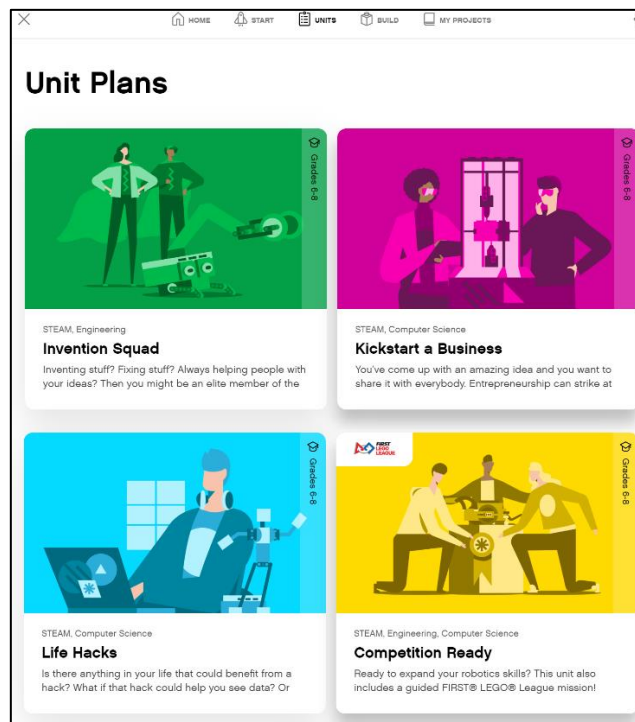 HOME START UNITS BUILD MY PROJECTS
Unit Plans
Grades 6-8
Grades 6-8
STEAM, Engineering
Invention Squad
Inventing stuff? Fixing stuff? Always helping people with
your ideas? Then you might be an elite member of the
STEAM, Computer Science
Kickstart a Business
You've come up with an amazing idea and you want to
share it with everybody. Entrepreneurship can strike at
Grades 6-8
FIRST
LEGO
LEAGUE
Grades 6-8
STEAM, Computer Science
Life Hacks
Is there anything in your life that could benefit from a
hack? What if that hack could help you see data? Or
STEAM, Engineering, Computer Science
Competition Ready
Ready to expand your robotics skills? This unit also
includes a guided FIRST® LEGO® League mission!